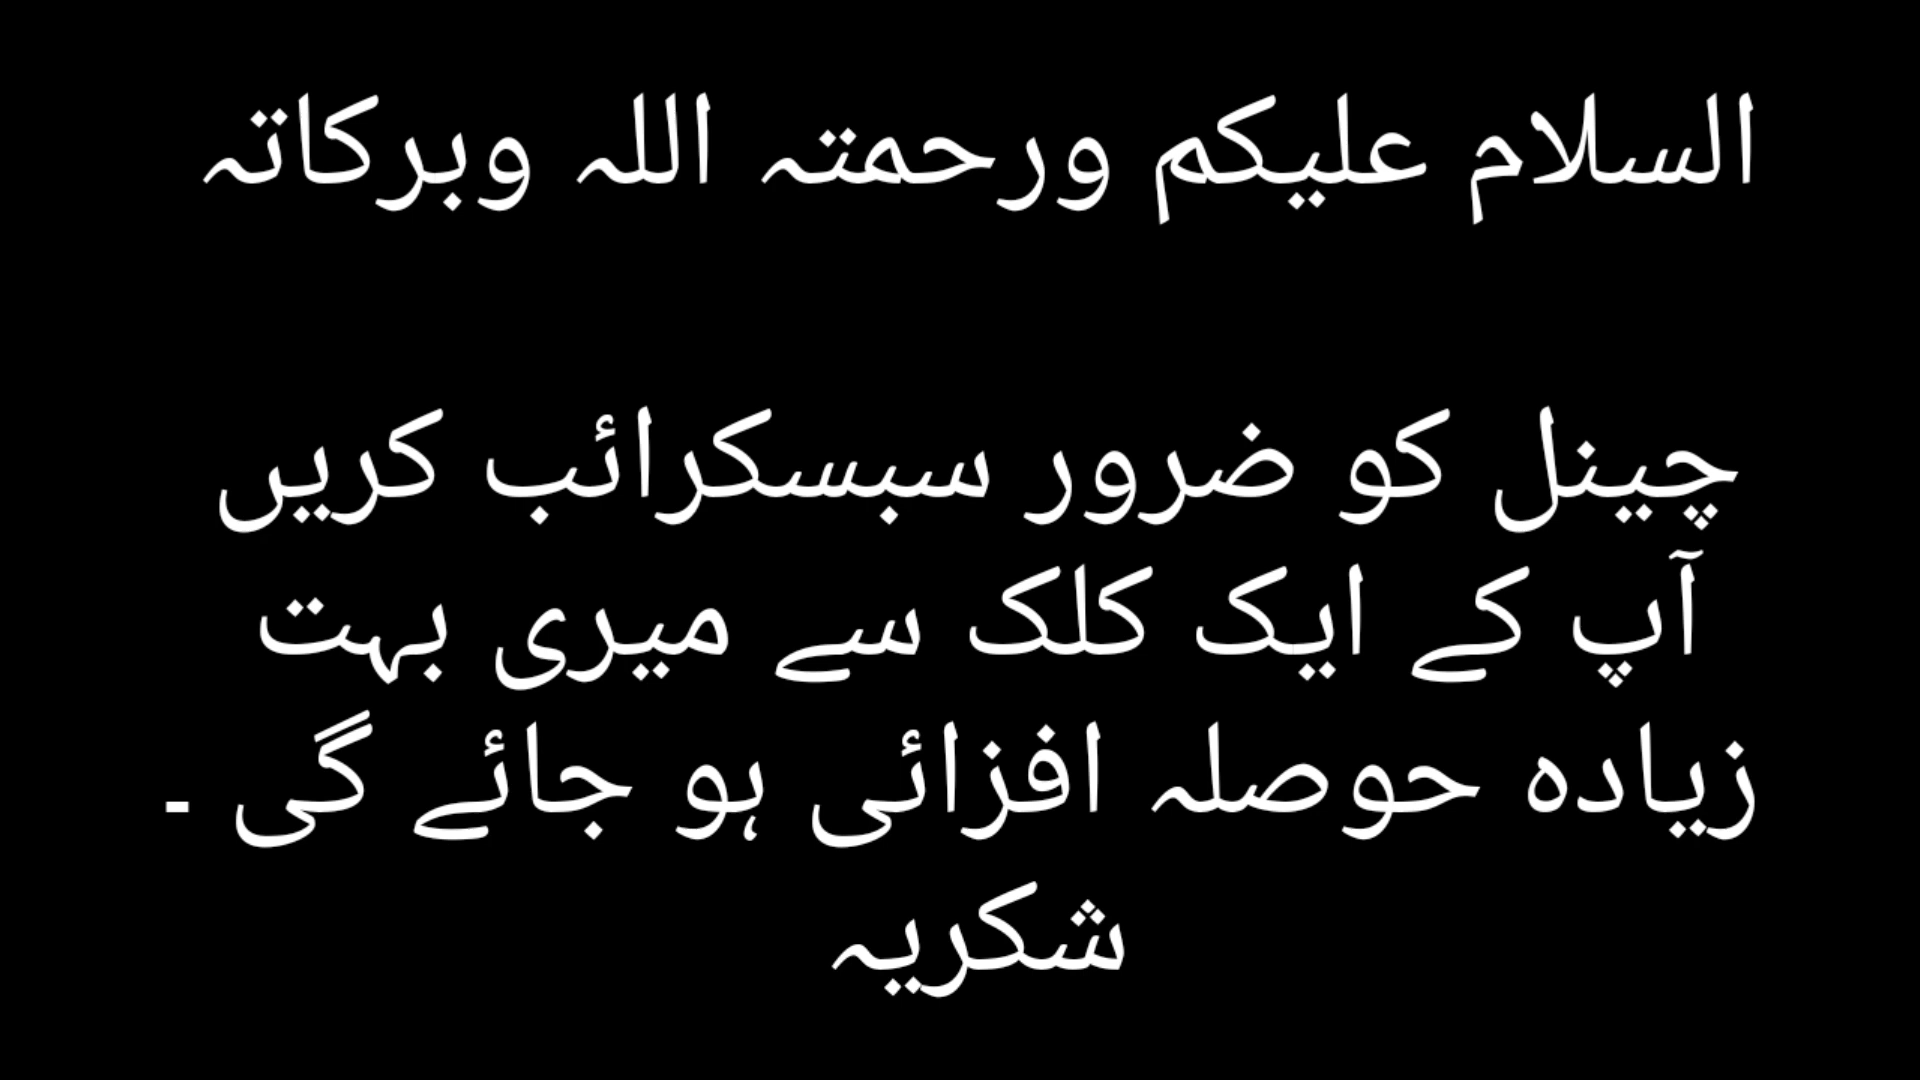 السلام علیکم ورحمتہ اللہ وبرکاتہ
چینل کو ضرور سبسکرائب کریں
آپ کے ایک کلک سے میری بہت
زیادہ حوصلہ افزائی ہو جائے گی ۔
شکریہ